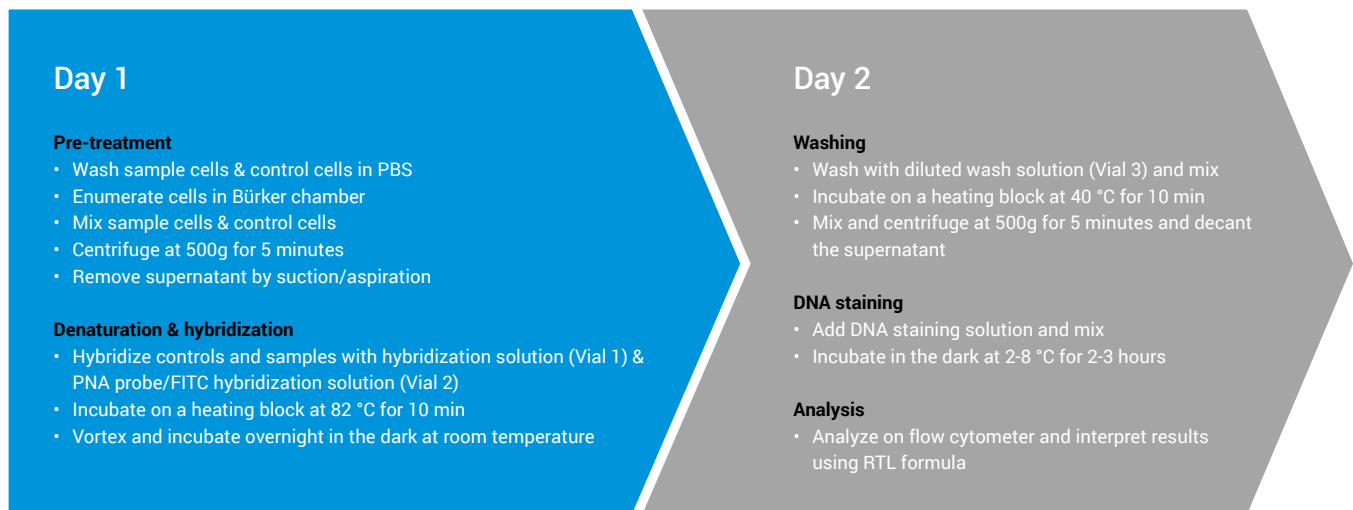 Day 1
Pre-treatment
• Wash sample cells & control cells in PBS
• Enumerate cells in Bürker chamber
• Mix sample cells & control cells
• Centrifuge at 500g for 5 minutes
• Remove supernatant by suction/aspiration
Denaturation & hybridization
• Hybridize controls and samples with hybridization solution (Vial 1) &
PNA probe/FITC hybridization solution (Vial 2)
• Incubate on a heating block at 82 °C for 10 min
• Vortex and incubate overnight in the dark at room temperature
Day 2
Washing
• Wash with diluted wash solution (Vial 3) and mix
• Incubate on a heating block at 40 °C for 10 min
• Mix and centrifuge at 500g for 5 minutes and decant
the supernatant
DNA staining
• Add DNA staining solution and mix
• Incubate in the dark at 2-8 °C for 2-3 hours
Analysis
• Analyze on flow cytometer and interpret results
using RTL formula